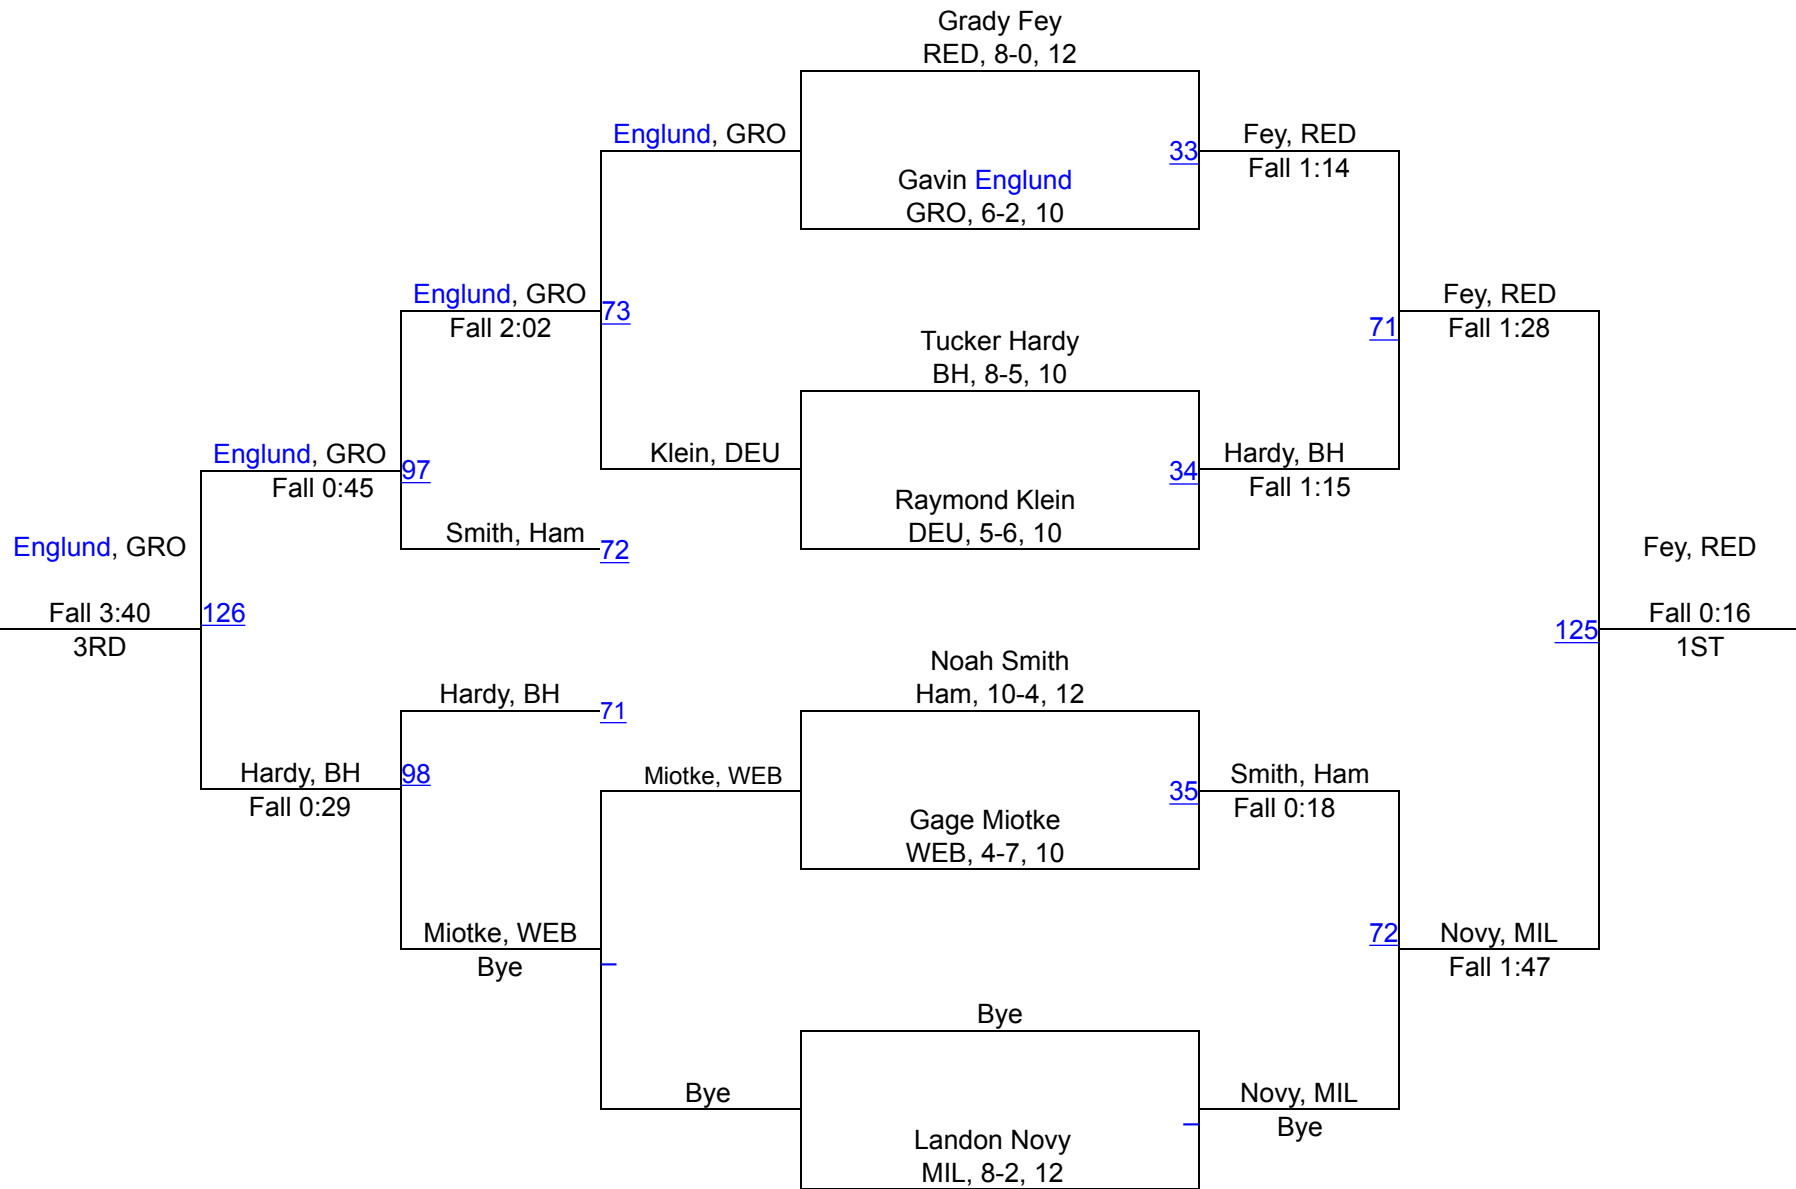 Grady Fey
RED, 8-0, 12
Englund, GRO
33
Fey, RED
Fall 1:14
Gavin Englund
GRO, 6-2, 10
Englund, GRO
Fall 2:02
73
Fey, RED
Fall 1:28
71
Tucker Hardy
BH, 8-5, 10
Englund, GRO
Fall 0:45
97
Klein, DEU
34
Hardy, BH
Fall 1:15
Raymond Klein
DEU, 5-6, 10
Smith, Ham
72
Englund, GRO
Fall 3:40
3RD
126
Fey, RED
Fall 0:16
1ST
125
Noah Smith
Ham, 10-4, 12
Hardy, BH
71
Hardy, BH
Fall 0:29
98
Miotke, WEB
35
Smith, Ham
Fall 0:18
Gage Miotke
WEB, 4-7, 10
Miotke, WEB
Bye
72
Novy, MIL
Fall 1:47
Bye
Bye
Novy, MIL
Bye
Landon Novy
MIL, 8-2, 12